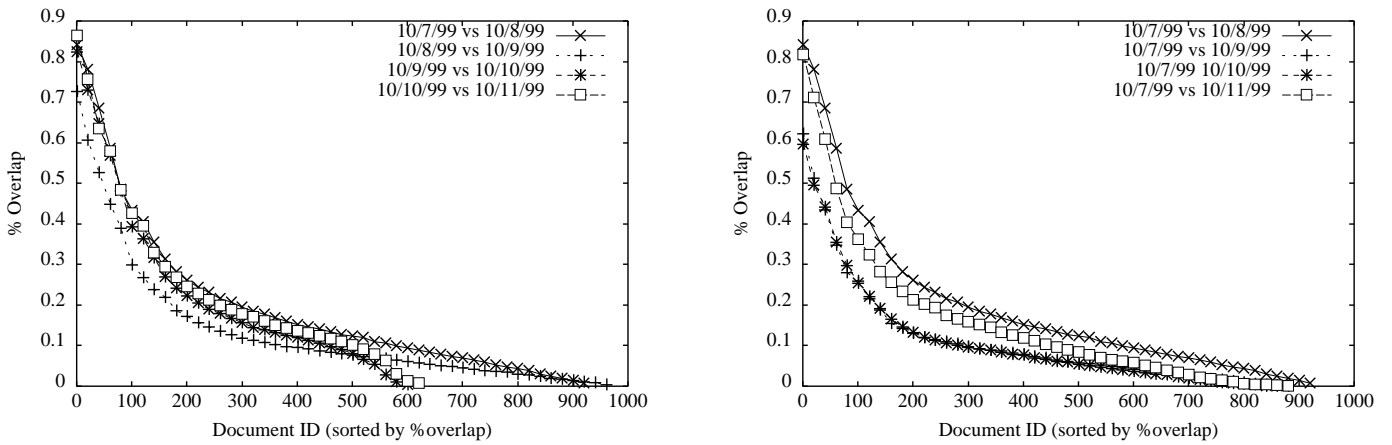 0.9
0.8
0.7
0.6
0.5
0.4
0.3
0.2
0.1
0
% Overlap
0 100 200 300 400 500 600 700 800 900 1000
Document ID (sorted by %overlap)
10/7/99 vs 10/8/99
10/8/99 vs 10/9/99
10/9/99 vs 10/10/99
10/10/99 vs 10/11/99
0.9
0.8
0.7
0.6
0.5
0.4
0.3
0.2
0.1
0
% Overlap
0 100 200 300 400 500 600 700 800 900 1000
Document ID (sorted by %overlap)
10/7/99 vs 10/8/99
10/7/99 vs 10/9/99
10/7/99 10/10/99
10/7/99 vs 10/11/99